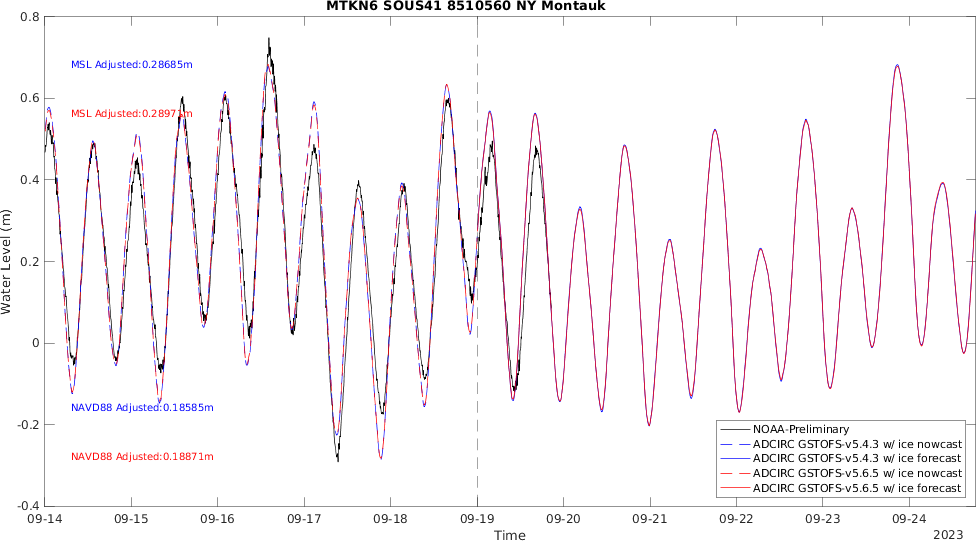 MTKN6 SOUS41 8510560 NY Montauk
0.8
0.6
0.4
0.2
0
-0.2
-0.4
Water Level (m)
MSL Adjusted:0.28685m
MSL Adjusted:0.28971m
NAVD88 Adjusted:0.18585m
NAVD88 Adjusted:0.18871m
NOAA-Preliminary
ADCIRC GSTOFS-v5.4.3 w/ ice nowcast
ADCIRC GSTOFS-v5.4.3 w/ ice forecast
ADCIRC GSTOFS-v5.6.5 w/ ice nowcast
ADCIRC GSTOFS-v5.6.5 w/ ice forecast
09-14 09-15 09-16 09-17 09-18 09-19 09-20 09-21 09-22 09-23 09-24
Time
2023